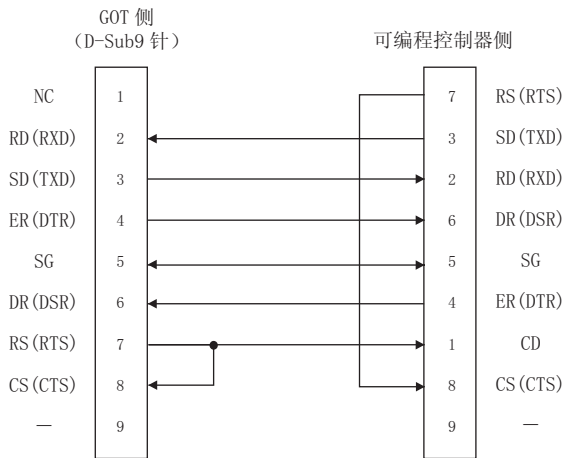 GOT 侧
(D-Sub9 针)
可编程控制器侧
NC 1 7 RS(RTS)
RD(RXD) 2 3 SD(TXD)
SD(TXD) 3 2 RD(RXD)
ER(DTR) 4 6 DR(DSR)
SG 5 5 SG
DR(DSR) 6 4 ER(DTR)
RS(RTS) 7 1 CD
CS(CTS) 8 8 CS(CTS)
— 9 9 —